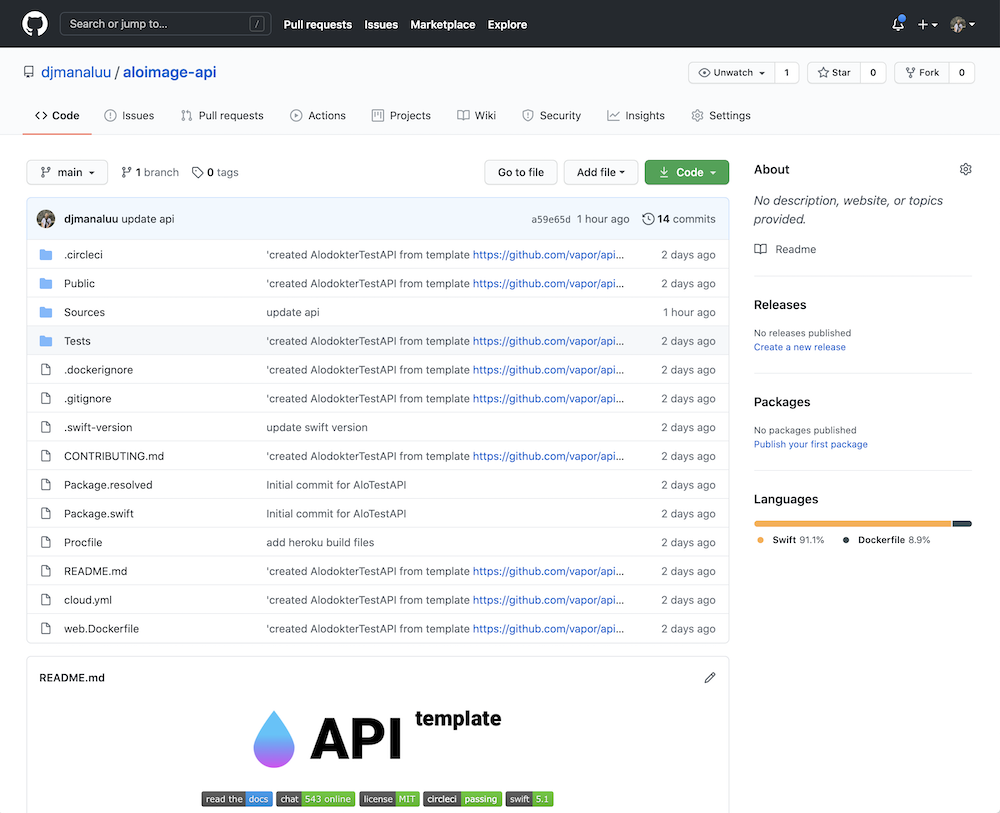 Search or jump to... / Pull requests Issues Marketplace Explore
djmanaluu / aloimage-api Unwatch 1 Star 0 Fork 0
Code Issues Pull requests Actions Projects Wiki Security Insights Settings
main 1 branch 0 tags Go to file Add file Code
djmanaluu update api a59e65d 1 hour ago 14 commits
.circleci 'created AlodokterTestAPI from template https://github.com/vapor/api... 2 days ago
Public 'created AlodokterTestAPI from template https://github.com/vapor/api... 2 days ago
Sources update api 1 hour ago
Tests 'created AlodokterTestAPI from template https://github.com/vapor/api... 2 days ago
.dockerignore 'created AlodokterTestAPI from template https://github.com/vapor/api... 2 days ago
.gitignore 'created AlodokterTestAPI from template https://github.com/vapor/api... 2 days ago
.swift-version update swift version 2 days ago
CONTRIBUTING.md 'created AlodokterTestAPI from template https://github.com/vapor/api... 2 days ago
Package.resolved Initial commit for AloTestAPI 2 days ago
Package.swift Initial commit for AloTestAPI 2 days ago
Procfile add heroku build files 2 days ago
README.md 'created AlodokterTestAPI from template https://github.com/vapor/api... 2 days ago
cloud.yml 'created AlodokterTestAPI from template https://github.com/vapor/api... 2 days ago
web.Dockerfile 'created AlodokterTestAPI from template https://github.com/vapor/api... 2 days ago
README.md
API template
read the docs chat 543 online license MIT circleci passing swift 5.1
About
No description, website, or topics
provided.
Readme
Releases
No releases published
Create a new release
Packages
No packages published
Publish your first package
Languages
Swift 91.1% Dockerfile 8.9%